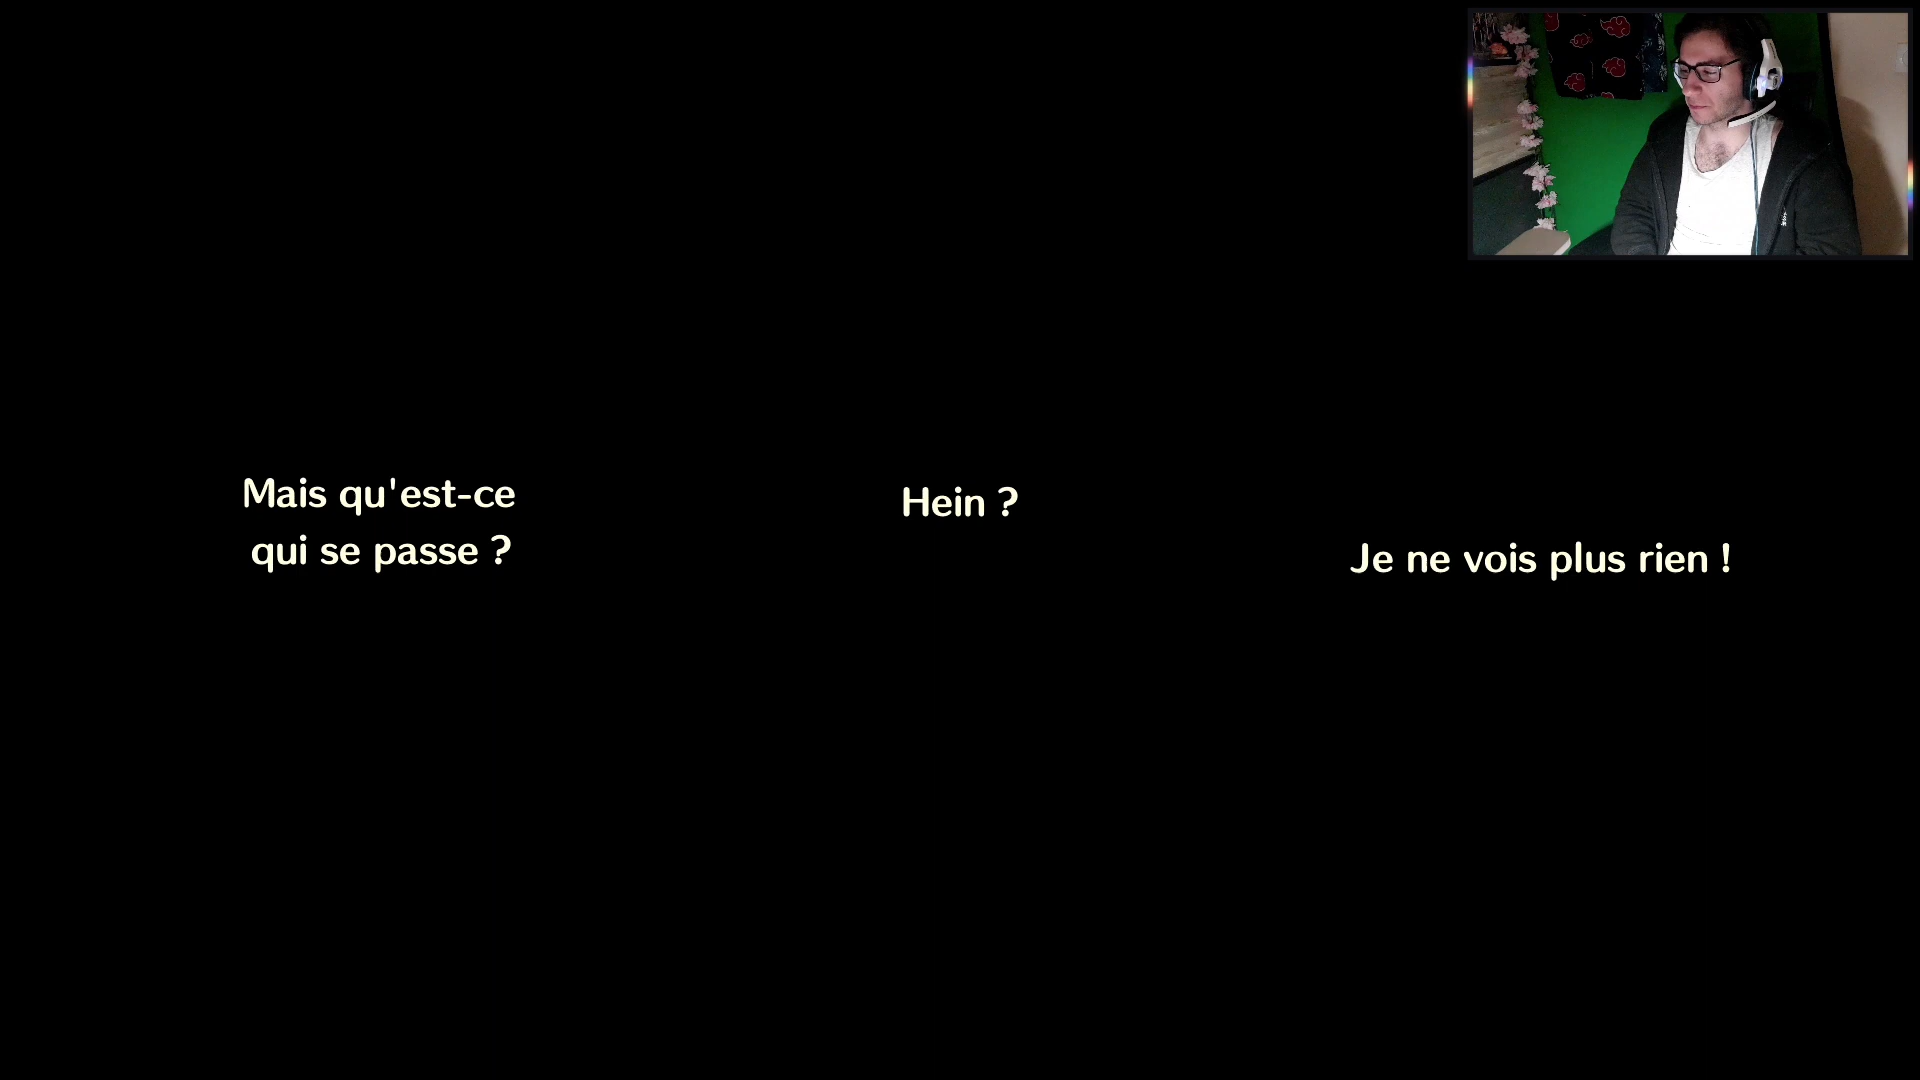 Mais qu'est-ce
qui se passe ?
Hein ?
Je ne vois plus rien !